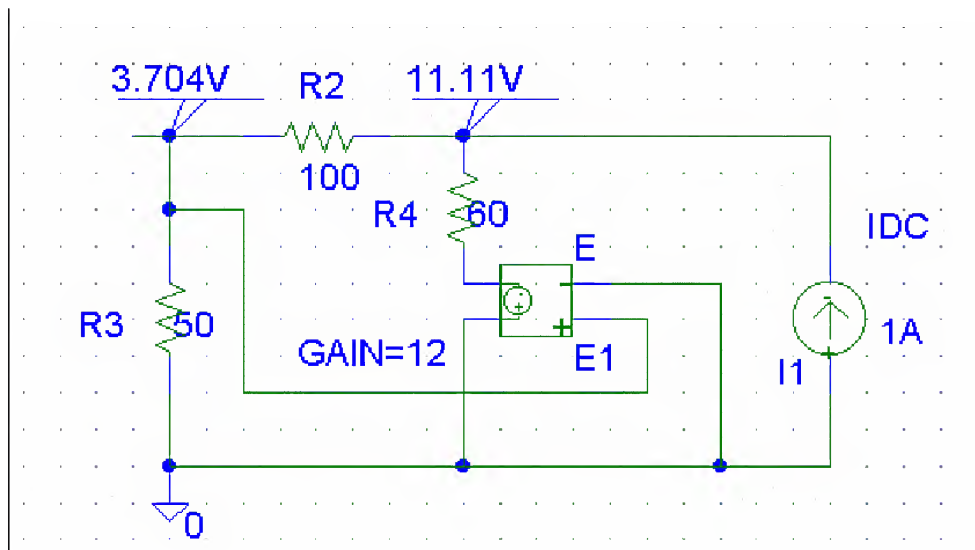 3.704V
R2
11.11V
100
R4
60
IDC
E
R3
50
GAIN=12
E1
I1
1A
0